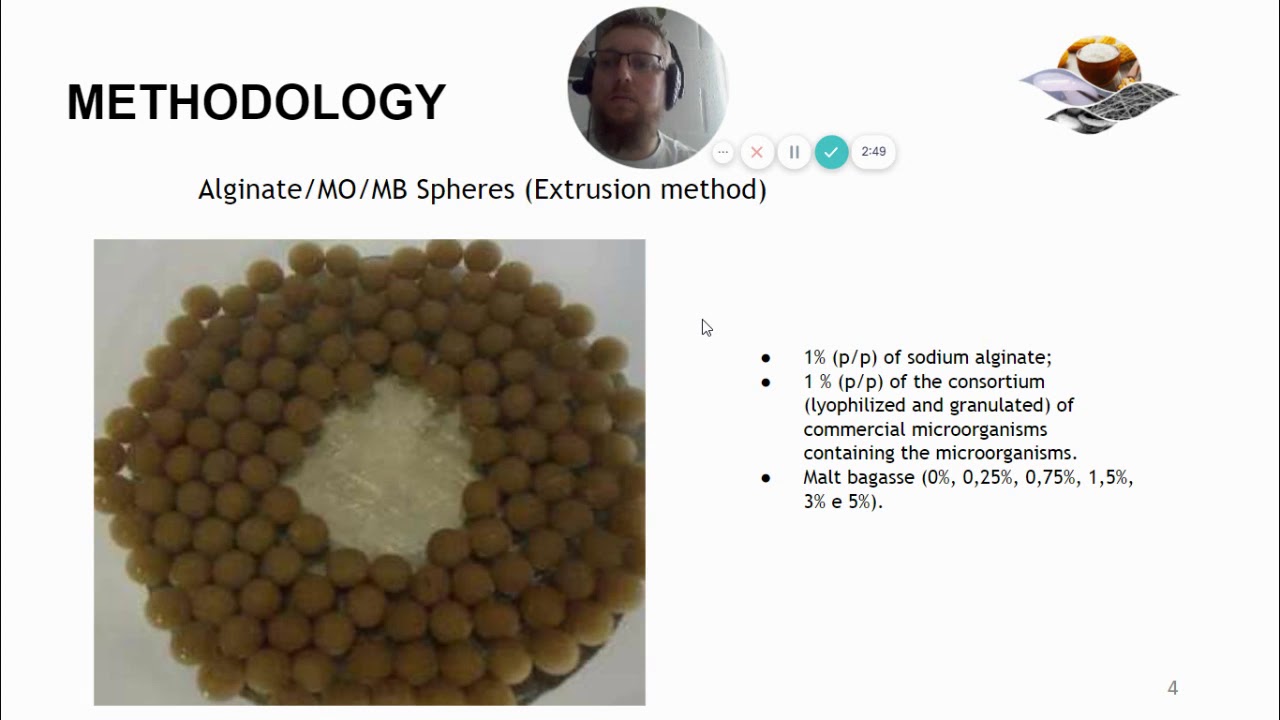 METHODOLOGY
2:49
Alginate/MO/MB Spheres (Extrusion method)
● 1% (p/p) of sodium alginate;
● 1 % (p/p) of the consortium
(lyophilized and granulated) of
commercial microorganisms
containing the microorganisms.
● Malt bagasse (0%, 0,25%, 0,75%, 1,5%,
3% e 5%).
4